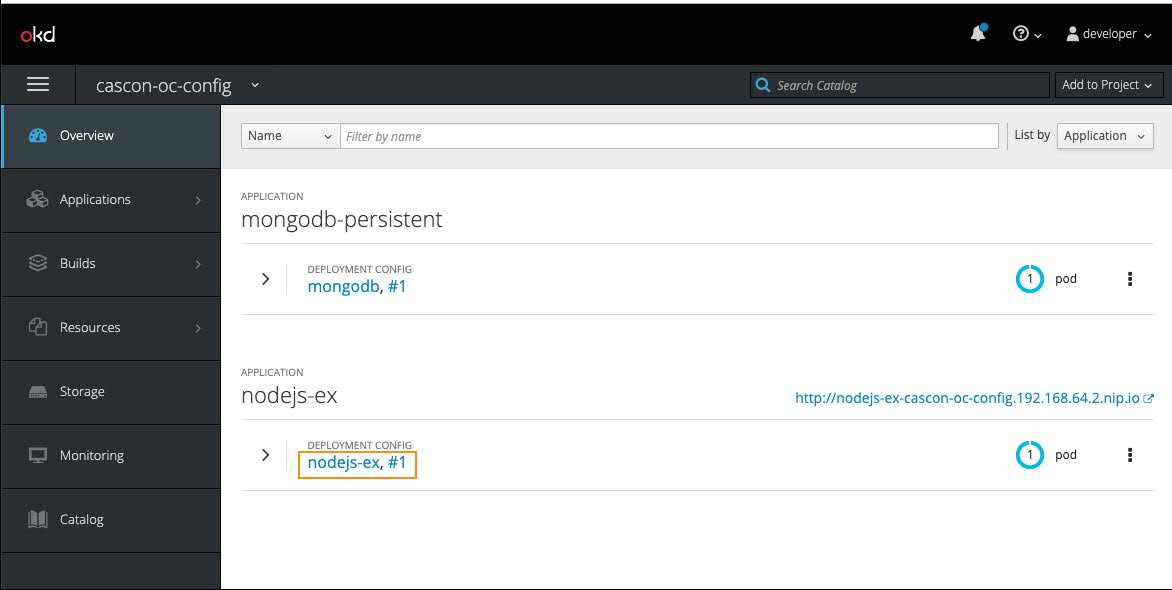 okd
developer
cascon-oc-config
Search Catalog
Add to Project
Overview
Applications
Builds
Resources
Storage
Monitoring
Catalog
Name
Filter by name
List by
Application
APPLICATION
mongodb-persistent
DEPLOYMENT CONFIG
mongodb, #1
1 pod
APPLICATION
nodejs-ex
http://nodejs-ex-cascon-oc-config.192.168.64.2.nip.io
DEPLOYMENT CONFIG
nodejs-ex, #1
1 pod